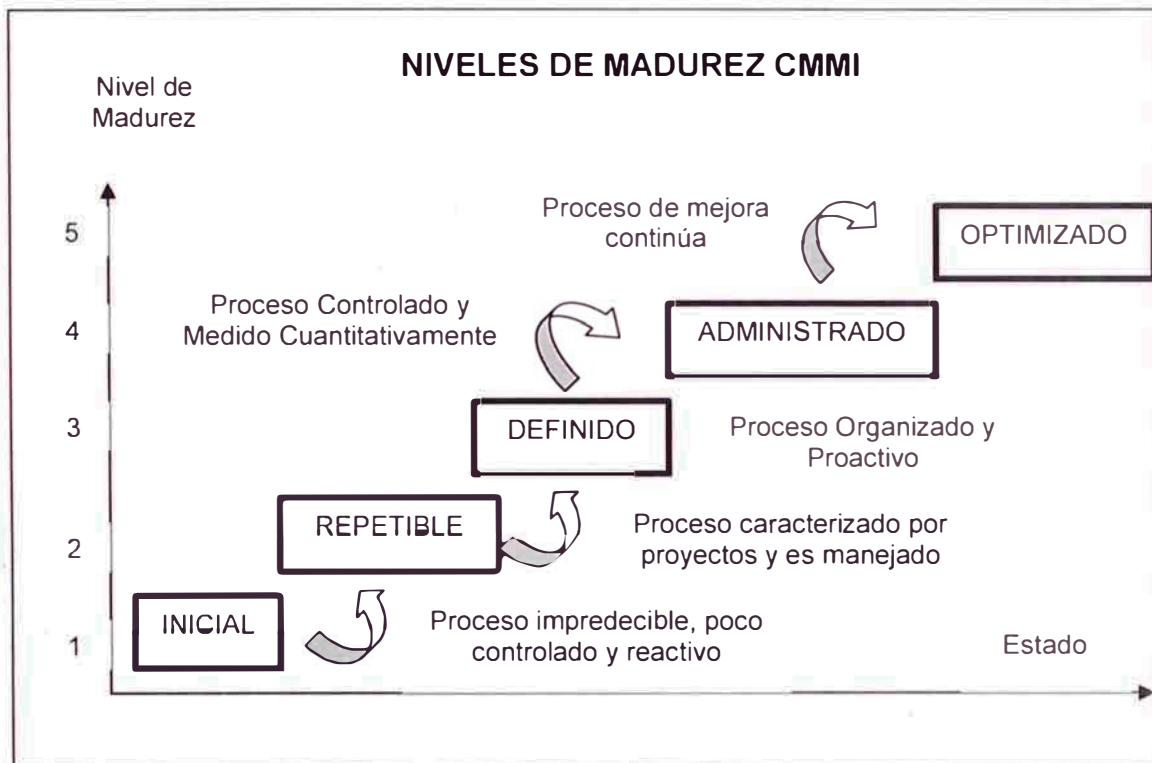 NIVELES DE MADUREZ CMMI
Nivel de
Madurez
5
Proceso de mejora
continúa
OPTIMIZADO
Proceso Controlado y
Medido Cuantitativamente
4
ADMINISTRADO
3
DEFINIDO
Proceso Organizado y
Proactivo
2
REPETIBLE
Proceso caracterizado por
proyectos y es manejado
1
INICIAL
Proceso impredecible, poco
controlado y reactivo
Estado